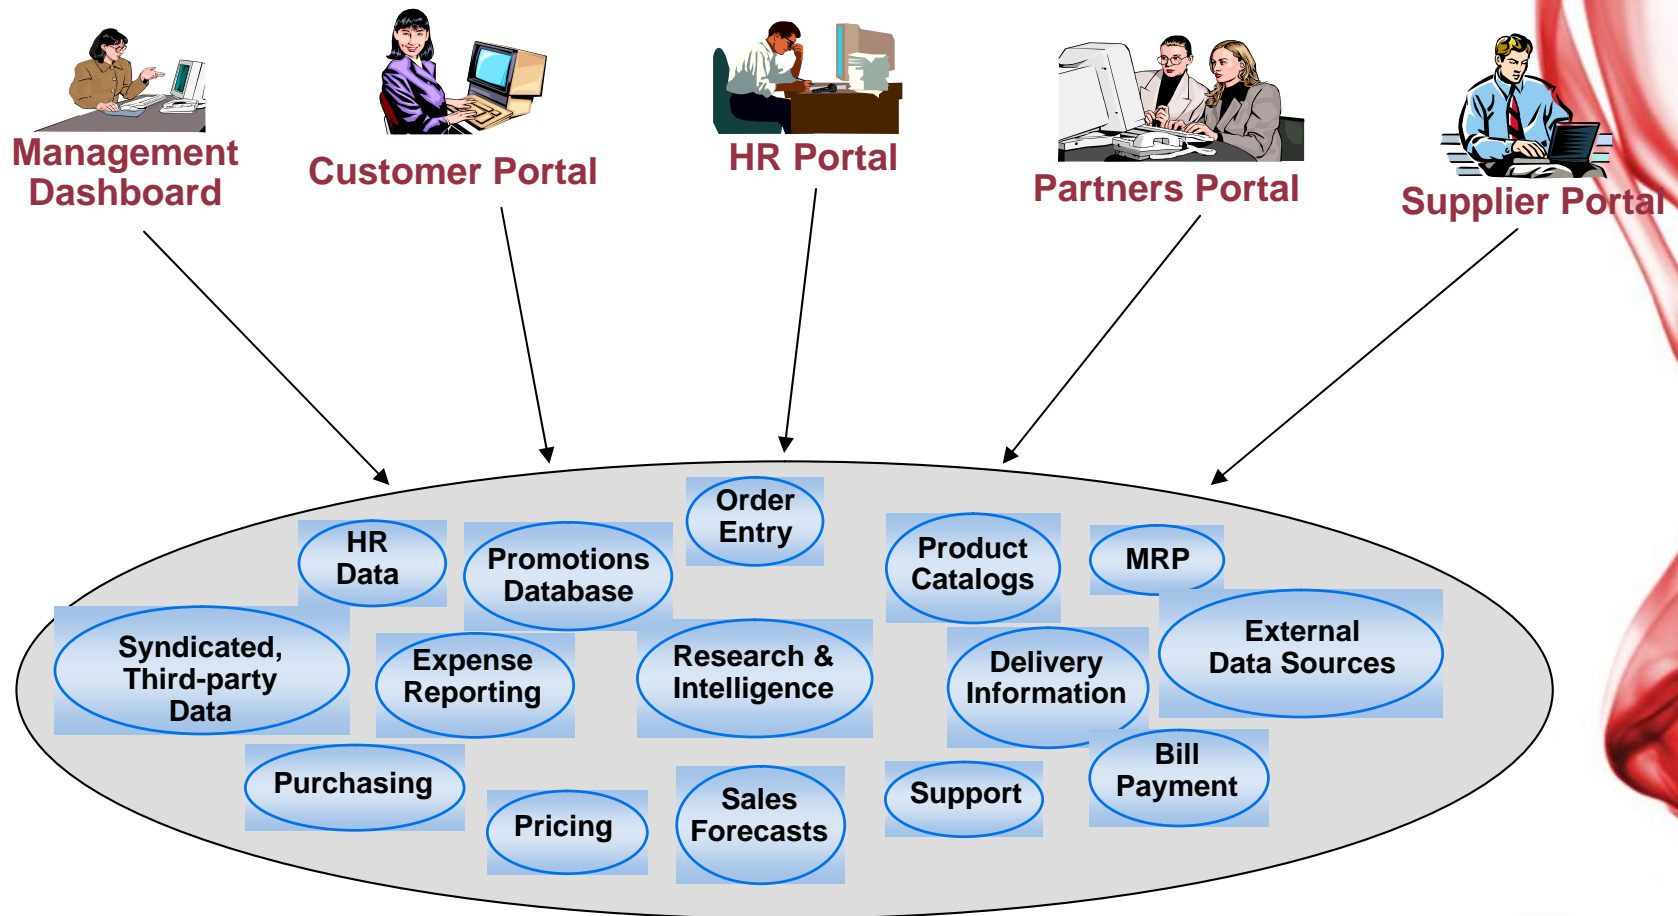 Management
Dashboard
Customer Portal
HR Portal
Partners Portal
Supplier Portal
Order
Entry
HR
Data
Promotions
Database
Product
Catalogs
MRP
Syndicated,
Third-party
Data
Expense
Reporting
Research &
Intelligence
Delivery
Information
External
Data Sources
Purchasing
Pricing
Sales
Forecasts
Support
Bill
Payment